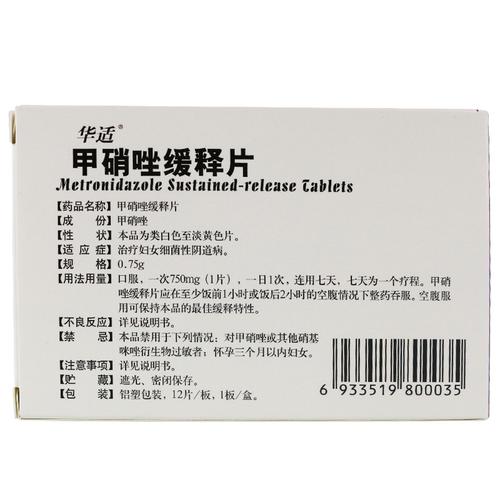 华适®
甲硝唑缓释片
Metronidazole Sustained-release Tablets
【药品名称】甲硝唑缓释片
【成 份】甲硝唑
【性 状】本品为类白色至淡黄色片。
【适 应 症】治疗妇女细菌性阴道病。
【规 格】0.75g
【用法用量】口服，一次750mg（1片），一日1次，连用七天，七天为一个疗程。甲硝
唑缓释片应在至少饭前1小时或饭后2小时的空腹情况下整药吞服。空腹服
用可保持本品的最佳缓释特性。
【不良反应】详见说明书。
【禁 忌】本品禁用于下列情况：对甲硝唑或其他硝基
咪唑衍生物过敏者；怀孕三个月以内妇女。
【注意事项】详见说明书。
【贮 藏】遮光、密闭保存。
【包 装】铝塑包装，12片/板，1板/盒。
6 933519 800035